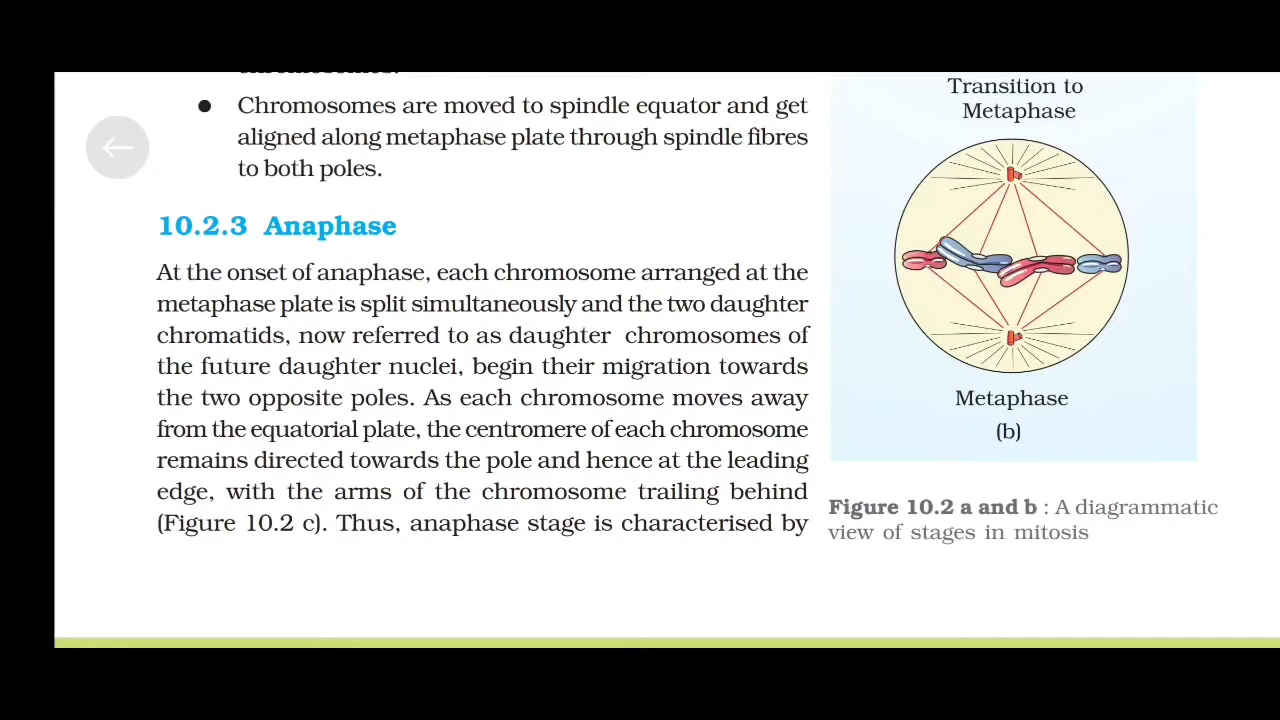 ● Chromosomes are moved to spindle equator and get
aligned along metaphase plate through spindle fibres
to both poles.
10.2.3 Anaphase
At the onset of anaphase, each chromosome arranged at the
metaphase plate is split simultaneously and the two daughter
chromatids, now referred to as daughter chromosomes of
the future daughter nuclei, begin their migration towards
the two opposite poles. As each chromosome moves away
from the equatorial plate, the centromere of each chromosome
remains directed towards the pole and hence at the leading
edge, with the arms of the chromosome trailing behind
(Figure 10.2 c). Thus, anaphase stage is characterised by
Transition to
Metaphase
Metaphase
(b)
Figure 10.2 a and b : A diagrammatic
view of stages in mitosis